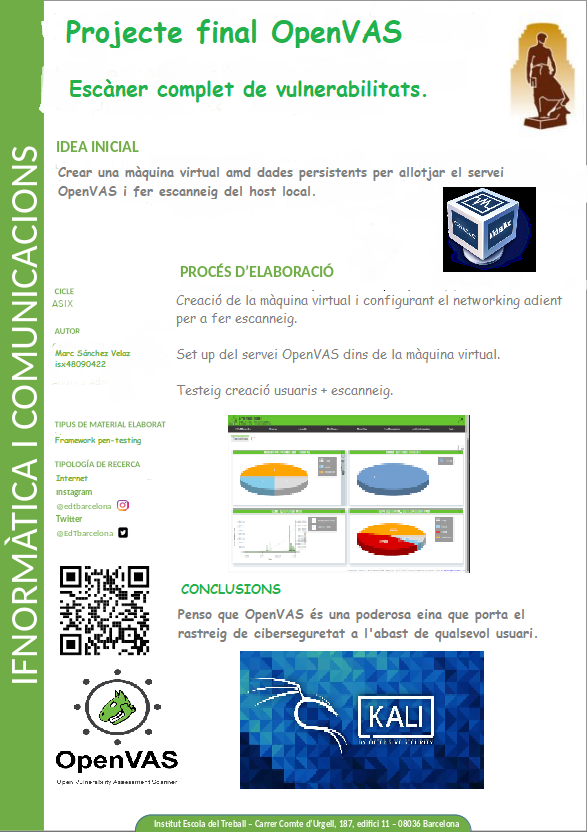 Projecte final OpenVAS
Escàner complet de vulnerabilitats.
IFNORMÀTICA I COMUNICACIONS
IDEA INICIAL
Crear una màquina virtual amd dades persistents per allotjar el servei
OpenVAS i fer escanneig del host local.
PROCÉS D'ELABORACIÓ
Creació de la màquina virtual i configurant el networking adient
per a fer escanneig.
Set up del servei OpenVAS dins de la màquina virtual.
Testeig creació usuaris + escanneig.
CICLE
ASIX
AUTOR
Marc Sánchez Velaz
isx48090422
TIPUS DE MATERIAL ELABORAT
Framework pen-testing
TIPOLOGÍA DE RECERCA
Internet
Instagram
@edtbarcelona
Twitter
@EdTbarcelona
CONCLUSIONS
Penso que OpenVAS és una poderosa eina que porta el
rastreig de ciberseguretat a l'abast de qualsevol usuari.
OpenVAS
Open Vulnerability Assessment Scanner
KALI
BY OFFENSIVE SECURITY
Institut Escola del Treball – Carrer Comte d'Urgell, 187, edifici 11 – 08036 Barcelona